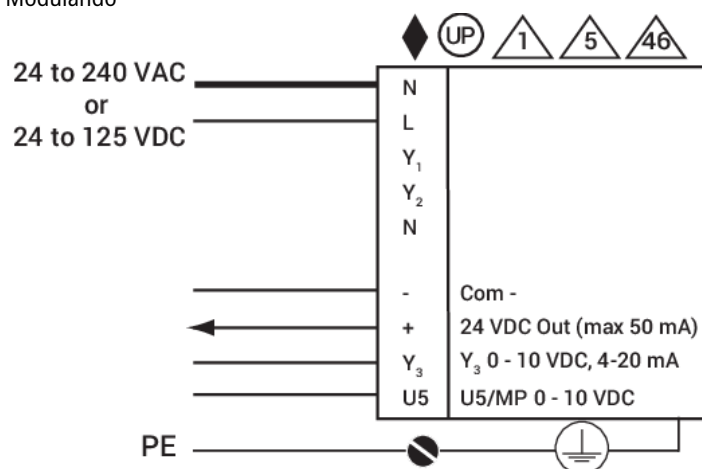 Modulando
UP 1 5 46
24 to 240 VAC
or
24 to 125 VDC
N
L
Y₁
Y₂
N
- Com -
+ 24 VDC Out (max 50 mA)
Y₃ Y₃ 0 - 10 VDC, 4-20 mA
U5 U5/MP 0 - 10 VDC
PE